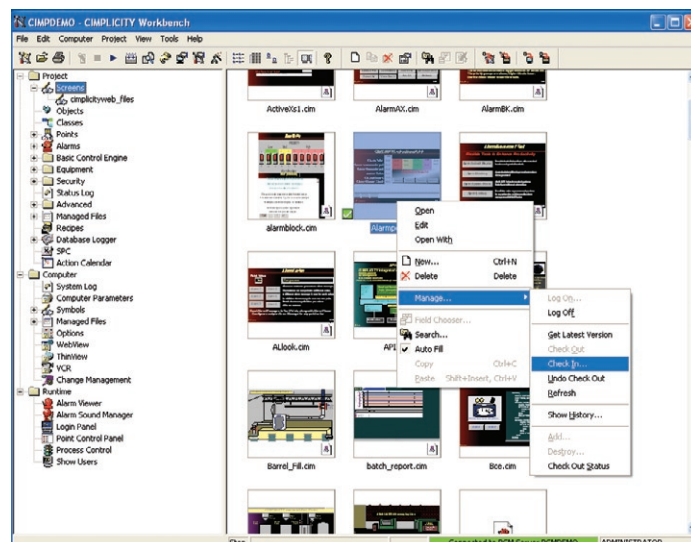 CIMPDEMO - CIMPLICITY Workbench
File Edit Computer Project View Tools Help
Project
Screens
cimplicityweb_files
Objects
Classes
Points
Alarms
Basic Control Engine
Equipment
Security
Status Log
Advanced
Managed Files
Recipes
Database Logger
SPC
Action Calendar
Computer
System Log
Computer Parameters
Symbols
Managed Files
Options
WebView
ThinView
VCR
Change Management
Runtime
Alarm Viewer
Alarm Sound Manager
Login Panel
Point Control Panel
Process Control
Show Users
ActiveXs1.cim AlarmAX.cim AlarmBK.cim
alarmblock.cim
ALlook.cim
Barrel_Fill.cim batch_report.cim Bce.cim
Open
Edit
Open With
New... Ctrl+N
Delete Delete
Manage...
Field Chooser...
Search...
Auto Fill
Copy Ctrl+C
Paste Shift+Insert, Ctrl+V
Log On...
Log Off
Get Latest Version
Check Out
Check In...
Undo Check Out
Refresh
Show History...
Add...
Destroy...
Check Out Status